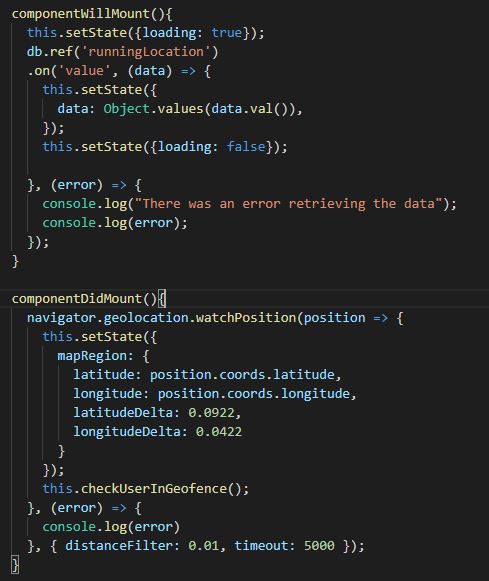 componentWillMount(){
  this.setState({loading: true});
  db.ref('runningLocation')
  .on('value', (data) => {
    this.setState({
      data: Object.values(data.val()),
    });
    this.setState({loading: false});

  }, (error) => {
    console.log("There was an error retrieving the data");
    console.log(error);
  });
}

componentDidMount(){
  navigator.geolocation.watchPosition(position => {
    this.setState({
      mapRegion: {
        latitude: position.coords.latitude,
        longitude: position.coords.longitude,
        latitudeDelta: 0.0922,
        longitudeDelta: 0.0422
      }
    });
    this.checkUserInGeofence();
  }, (error) => {
    console.log(error)
  }, { distanceFilter: 0.01, timeout: 5000 });
}